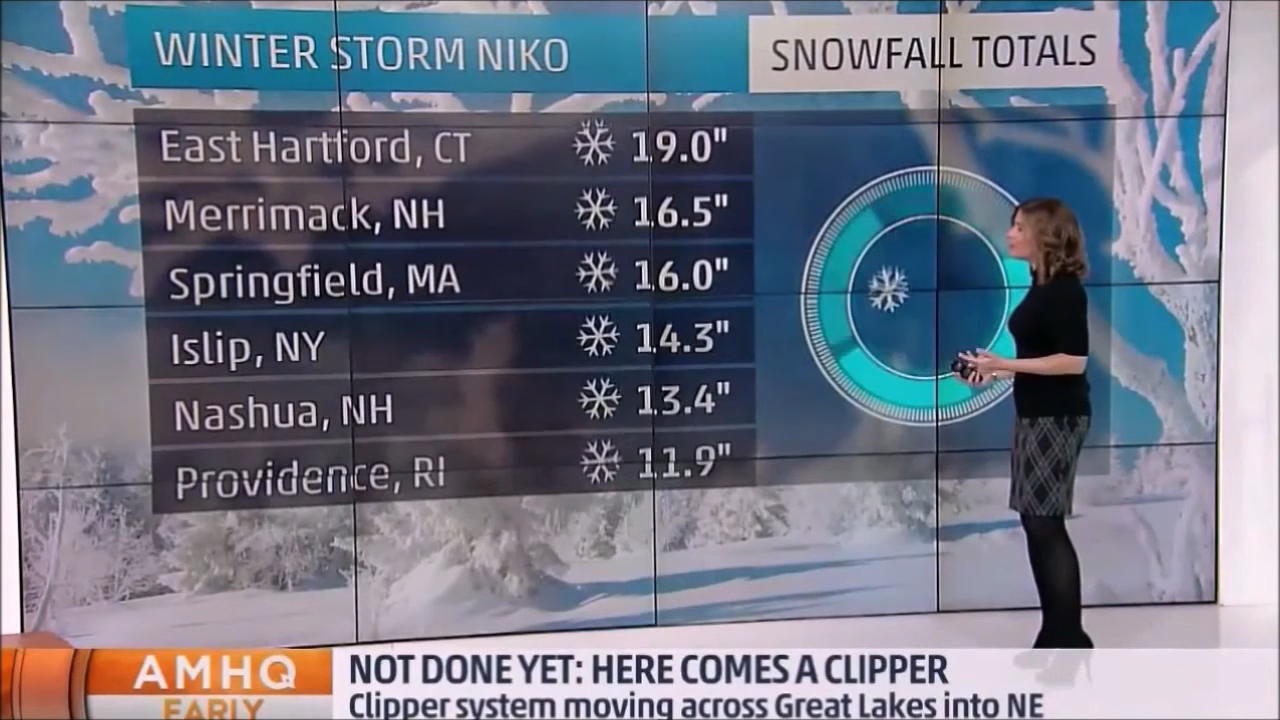 WINTER STORM NIKO
SNOWFALL TOTALS
East Hartford, CT 19.0"
Merrimack, NH 16.5"
Springfield, MA 16.0"
Islip, NY 14.3"
Nashua, NH 13.4"
Providence, RI 11.9"
AMHQ
EARLY
NOT DONE YET: HERE COMES A CLIPPER
Clipper system moving across Great Lakes into NE